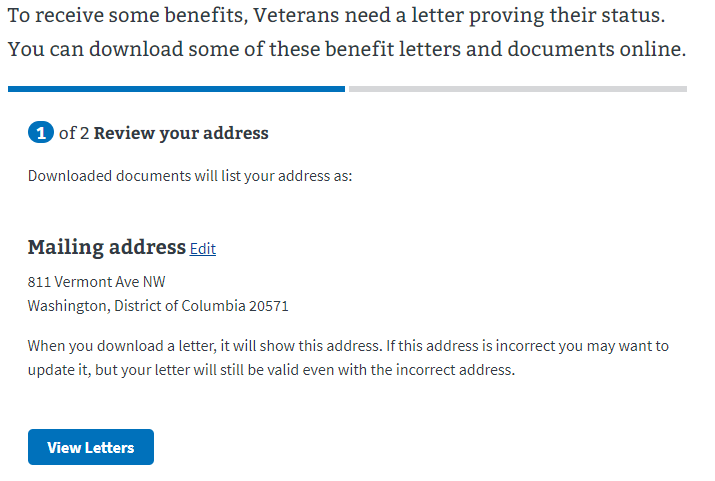 To receive some benefits, Veterans need a letter proving their status.
You can download some of these benefit letters and documents online.
1 of 2 Review your address
Downloaded documents will list your address as:
Mailing address Edit
811 Vermont Ave NW
Washington, District of Columbia 20571
When you download a letter, it will show this address. If this address is incorrect you may want to
update it, but your letter will still be valid even with the incorrect address.
View Letters